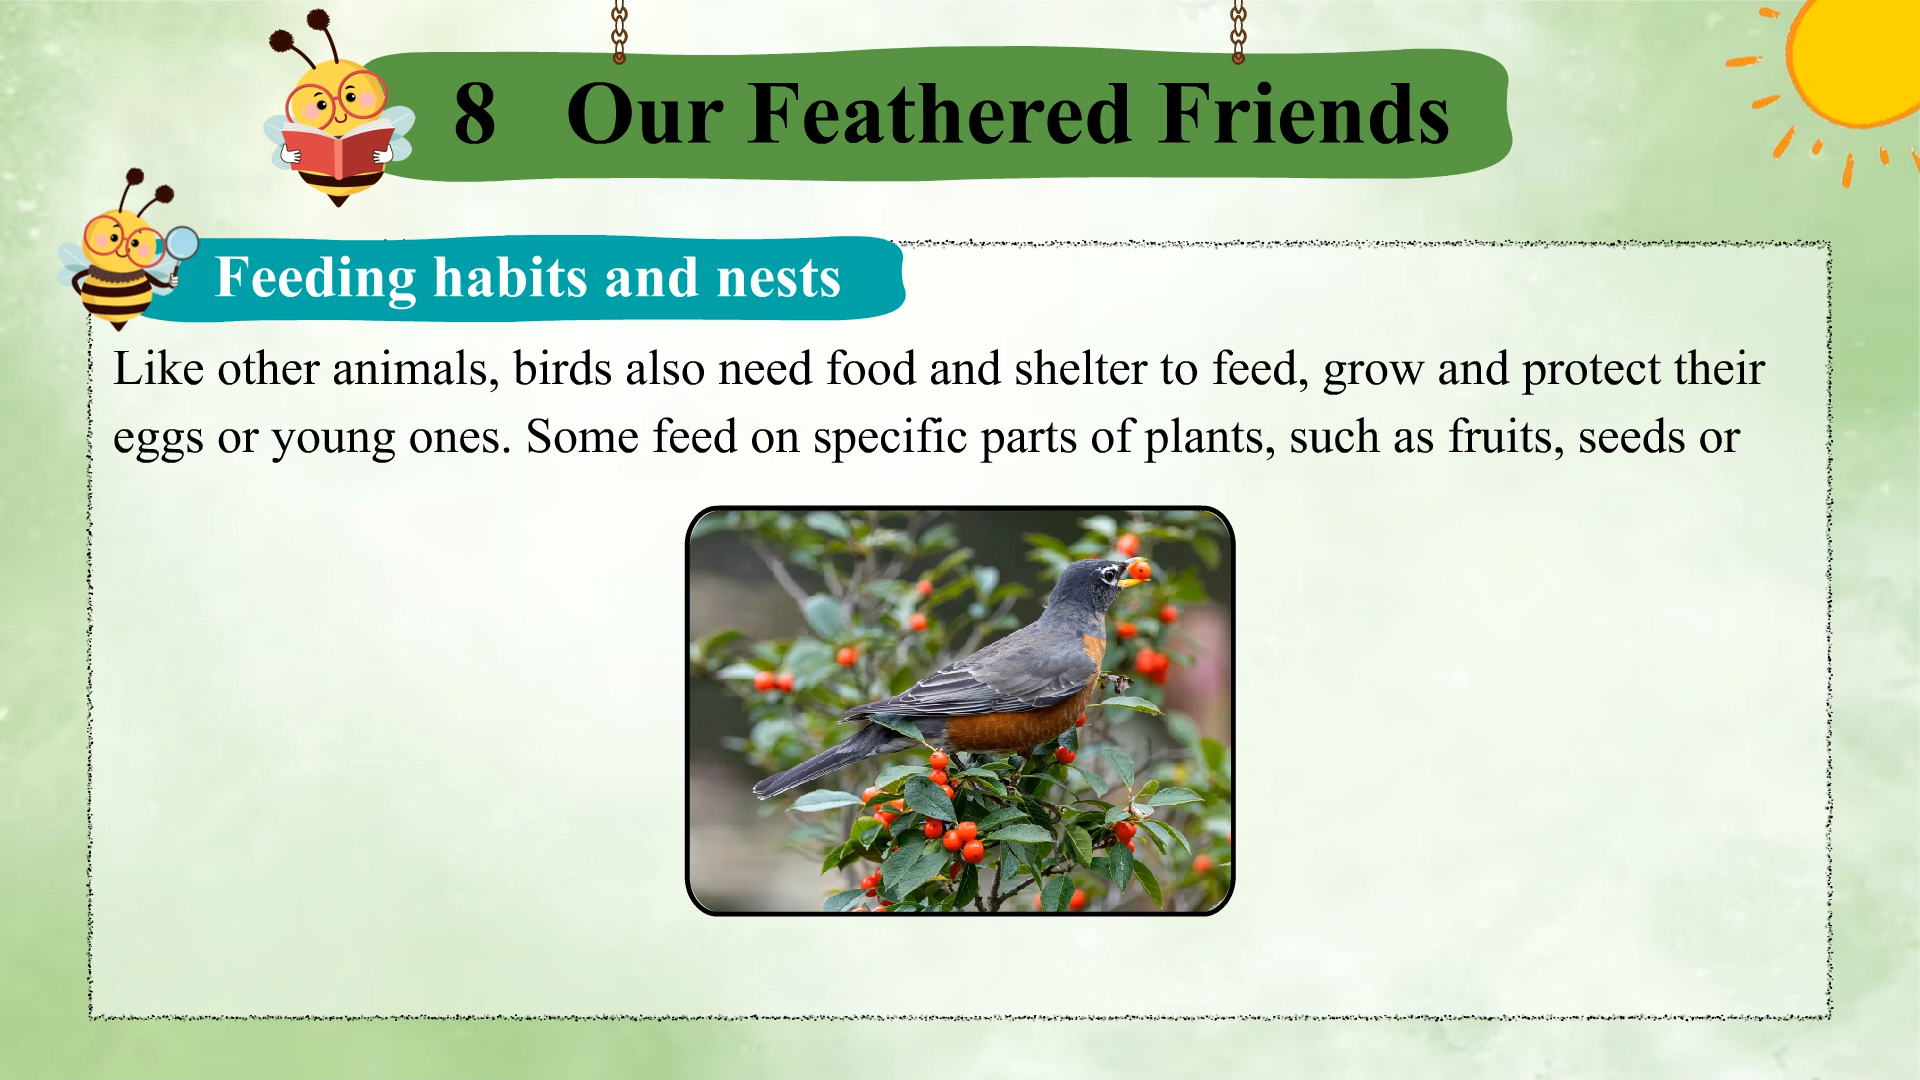 8 Our Feathered Friends
Feeding habits and nests
Like other animals, birds also need food and shelter to feed, grow and protect their
eggs or young ones. Some feed on specific parts of plants, such as fruits, seeds or